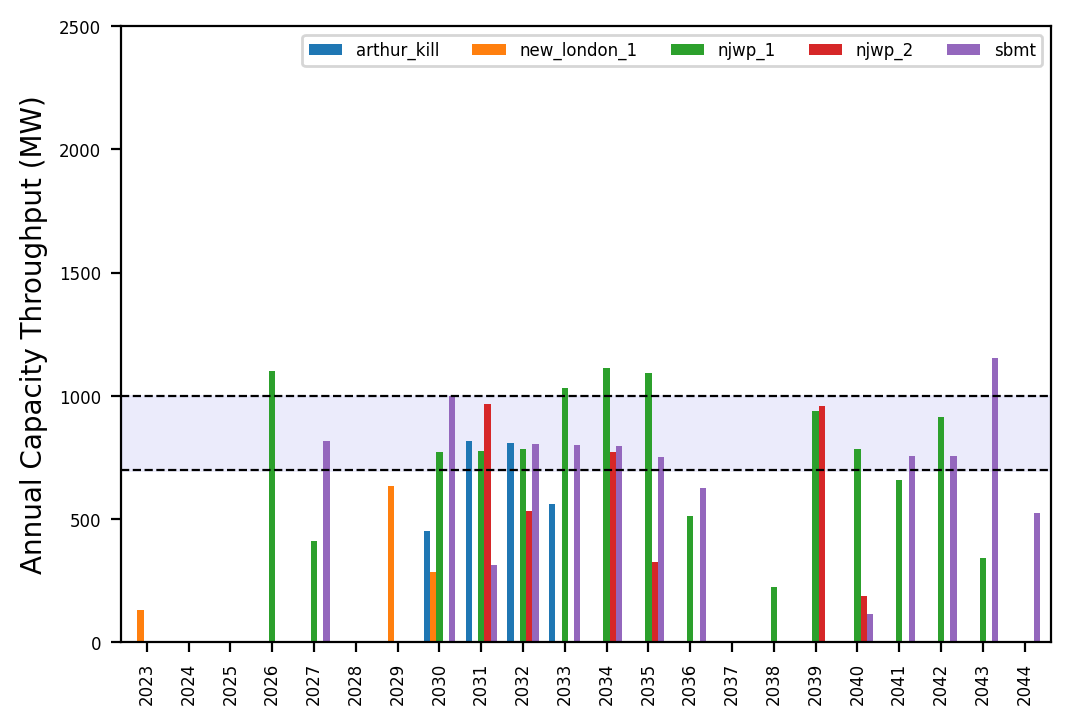 Annual Capacity Throughput (MW)
2500
2000
1500
1000
500
0
arthur_kill new_london_1 njwp_1 njwp_2 sbmt
2023 2024 2025 2026 2027 2028 2029 2030 2031 2032 2033 2034 2035 2036 2037 2038 2039 2040 2041 2042 2043 2044